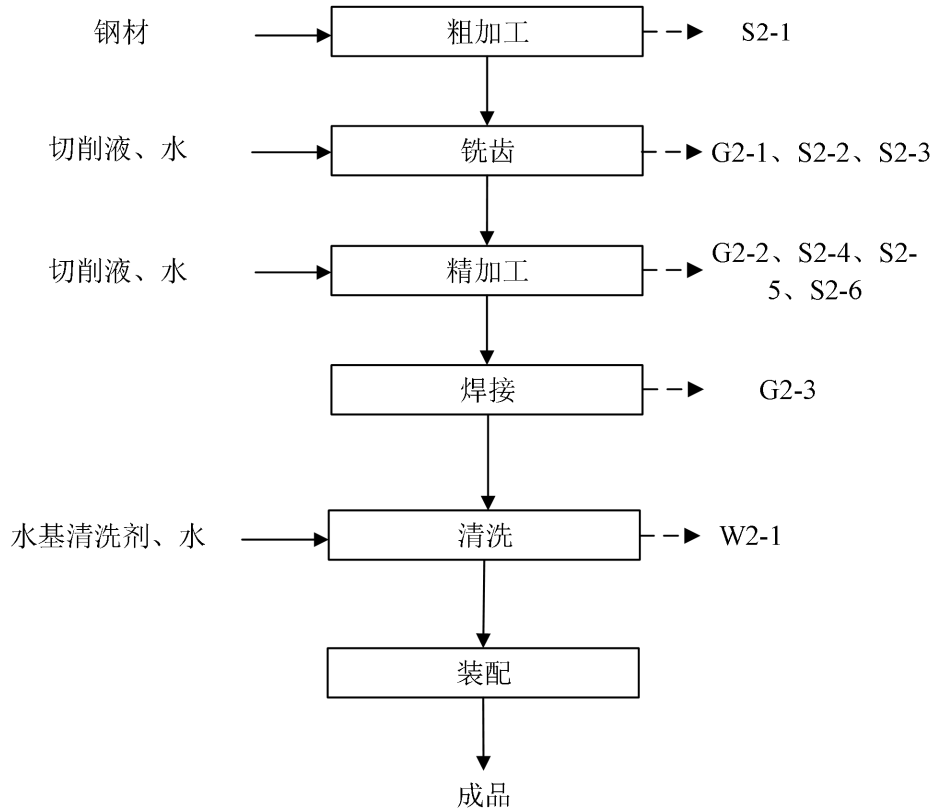 钢材
粗加工
S2-1
切削液、水
铣齿
G2-1、S2-2、S2-3
切削液、水
精加工
G2-2、S2-4、S2-
5、S2-6
焊接
G2-3
水基清洗剂、水
清洗
W2-1
装配
成品